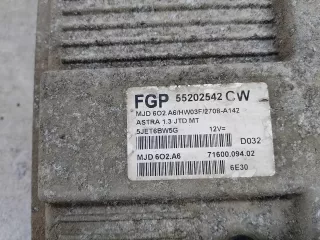 FGP 55202542 CW
MJD 6O2.A6/HW03F/2708-A142
ASTRA 1.3 JTD MT
5JET6BW5G 12V=
D032
MJD 6O2.A6 71600.094.02
6E30